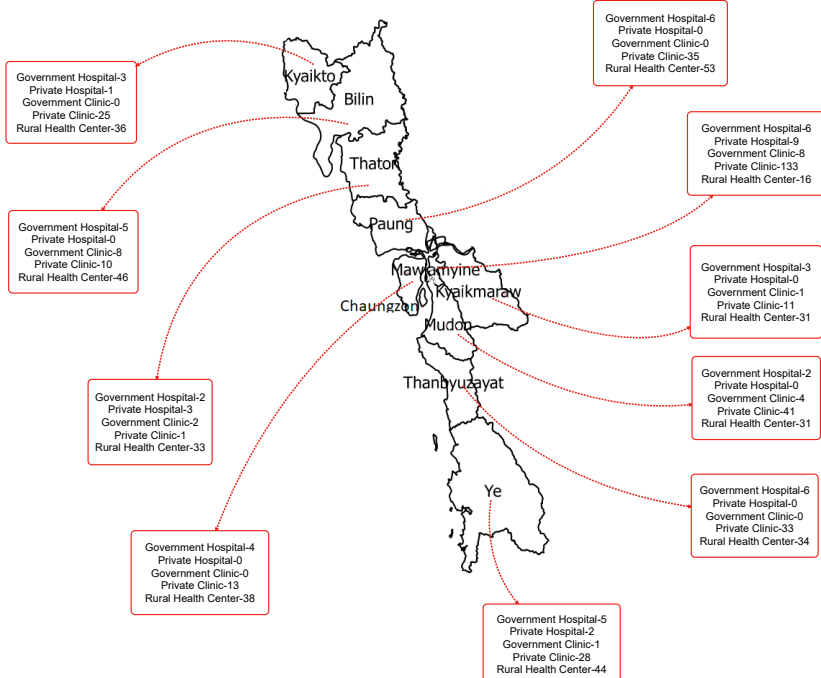 Government Hospital-6
Private Hospital-0
Government Clinic-0
Private Clinic-35
Rural Health Center-53
Government Hospital-3
Private Hospital-1
Government Clinic-0
Private Clinic-25
Rural Health Center-36
Kyaikto
Bilin
Government Hospital-6
Private Hospital-9
Government Clinic-8
Private Clinic-133
Rural Health Center-16
Thaton
Government Hospital-5
Private Hospital-0
Government Clinic-8
Private Clinic-10
Rural Health Center-46
Paung
Mawlamyine
Kyaikmaraw
Chaungzon
Mudon
Government Hospital-3
Private Hospital-0
Government Clinic-1
Private Clinic-11
Rural Health Center-31
Thanbyuzayat
Government Hospital-2
Private Hospital-0
Government Clinic-4
Private Clinic-41
Rural Health Center-31
Government Hospital-2
Private Hospital-3
Government Clinic-2
Private Clinic-1
Rural Health Center-33
Ye
Government Hospital-6
Private Hospital-0
Government Clinic-0
Private Clinic-33
Rural Health Center-34
Government Hospital-4
Private Hospital-0
Government Clinic-0
Private Clinic-13
Rural Health Center-38
Government Hospital-5
Private Hospital-2
Government Clinic-1
Private Clinic-28
Rural Health Center-44